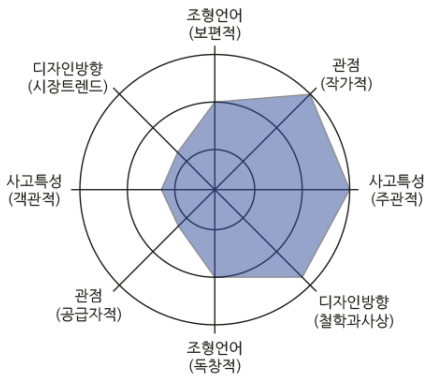 조형언어
(보편적)
관점
(작가적)
디자인방향
(시장트렌드)
사고특성
(객관적)
사고특성
(주관적)
관점
(공급자적)
디자인방향
(철학과사상)
조형언어
(독창적)